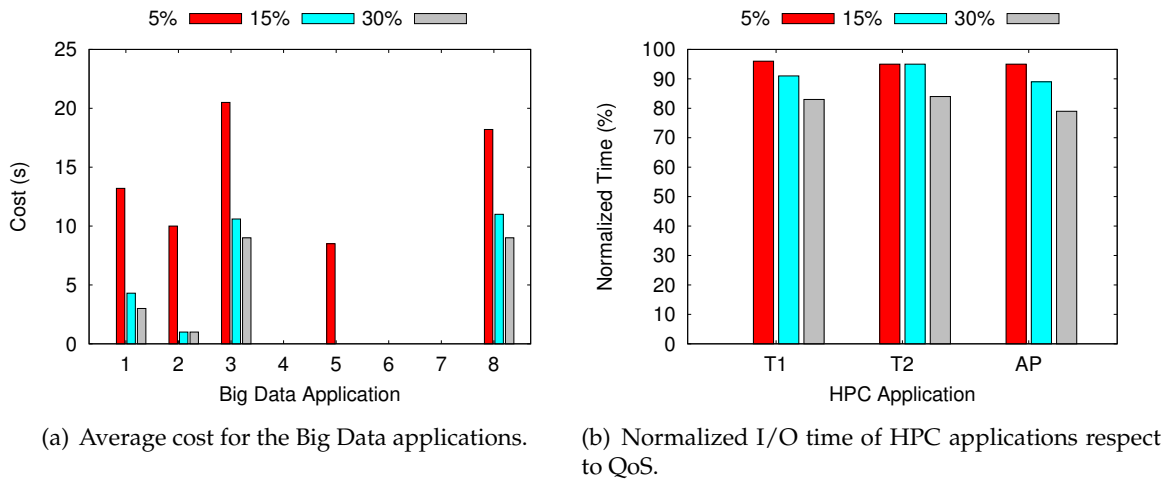 5% 15% 30%
25
20
15
10
5
0
Cost (s)
1 2 3 4 5 6 7 8
Big Data Application
(a) Average cost for the Big Data applications.
5% 15% 30%
100
90
80
70
60
50
40
30
20
10
0
Normalized Time (%)
T1 T2 AP
HPC Application
(b) Normalized I/O time of HPC applications respect
to QoS.